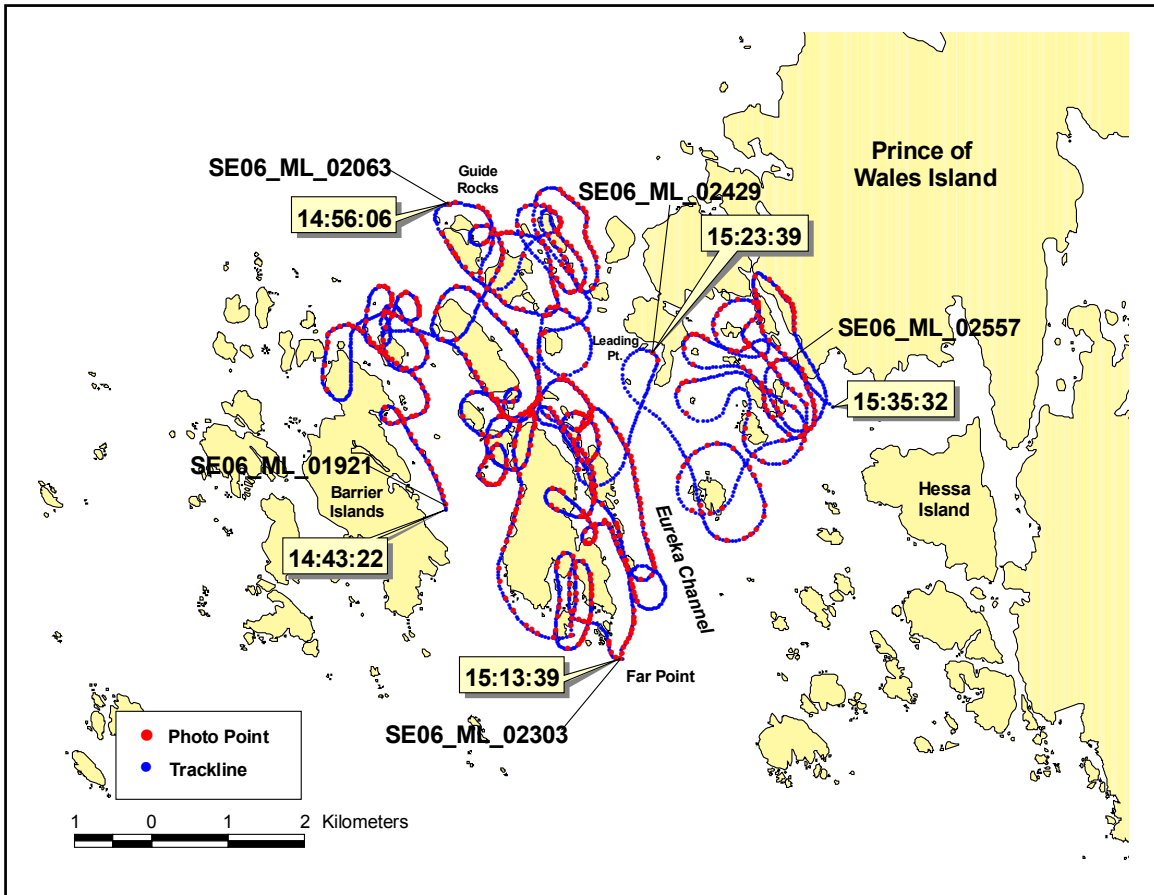 Prince of
Wales Island
SE06_ML_02063
Guide
Rocks
SE06_ML_02429
14:56:06
15:23:39
SE06_ML_02557
Leading
Pt.
15:35:32
SE06_ML_01921
Barrier
Islands
Hessa
Island
14:43:22
Eureka Channel
15:13:39
Far Point
SE06_ML_02303
Photo Point
Trackline
1 0 1 2 Kilometers